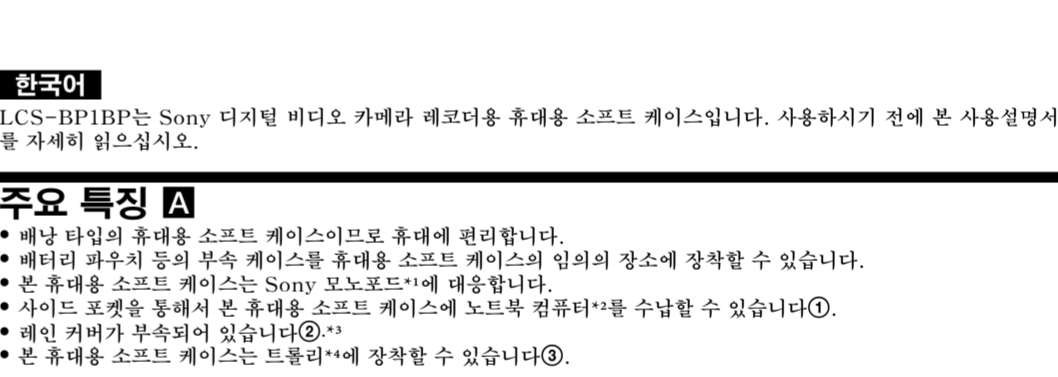 한국어
LCS-BP1BP는 Sony 디지털 비디오 카메라 레코더용 휴대용 소프트 케이스입니다. 사용하시기 전에 본 사용설명서
를 자세히 읽으십시오.
주요 특징 A
• 배낭 타입의 휴대용 소프트 케이스이므로 휴대에 편리합니다.
• 배터리 파우치 등의 부속 케이스를 휴대용 소프트 케이스의 임의의 장소에 장착할 수 있습니다.
• 본 휴대용 소프트 케이스는 Sony 모노포드*1에 대응합니다.
• 사이드 포켓을 통해서 본 휴대용 소프트 케이스에 노트북 컴퓨터*2를 수납할 수 있습니다①.
• 레인 커버가 부속되어 있습니다②.*3
• 본 휴대용 소프트 케이스는 트롤리*4에 장착할 수 있습니다③.